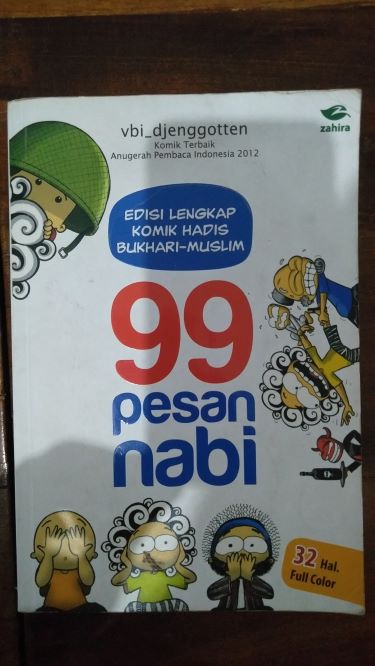 zahira
vbi_djenggotten
Komik Terbaik
Anugerah Pembaca Indonesia 2012
EDISI LENGKAP
KOMIK HADIS
BUKHARI-MUSLIM
99
pesan
nabi
32 Hal.
Full Color